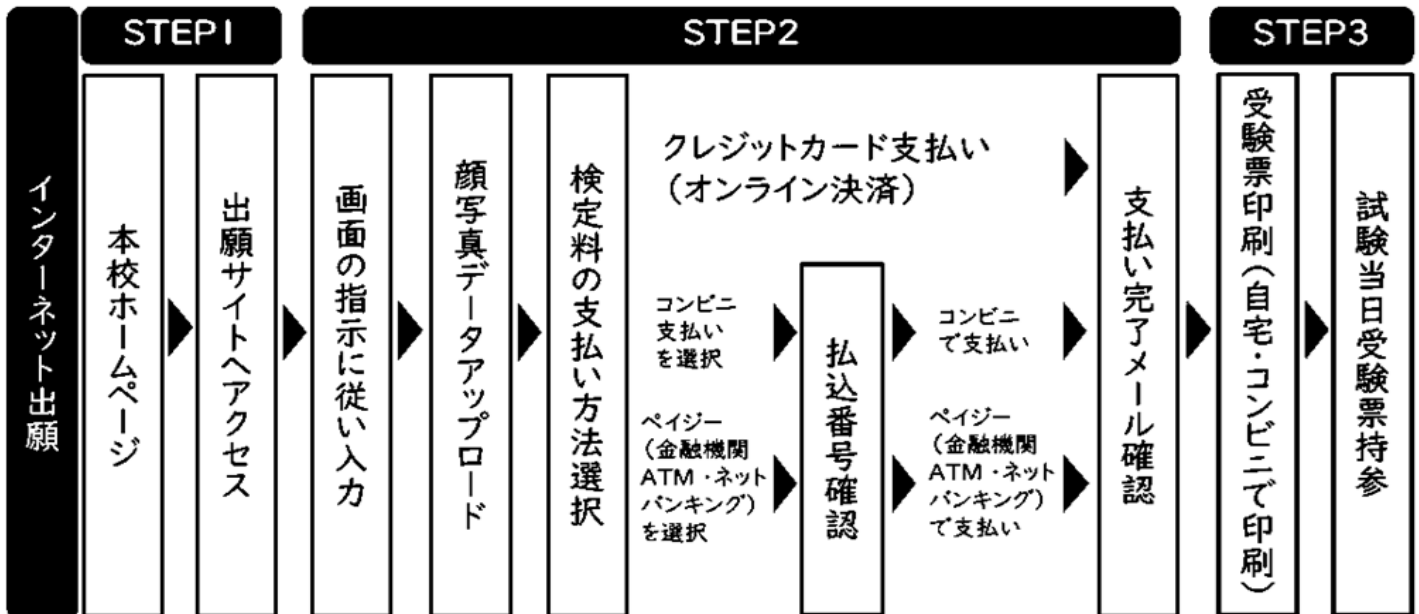 インターネット出願
STEP1
本校ホームページ
出願サイトへアクセス
STEP2
画面の指示に従い入力
顔写真データアップロード
検定料の支払い方法選択
クレジットカード支払い
（オンライン決済）
コンビニ
支払い
を選択
ペイジー
（金融機関
ATM・ネット
バンキング）
を選択
払込番号確認
コンビニ
で支払い
ペイジー
（金融機関
ATM・ネット
バンキング）
で支払い
支払い完了メール確認
STEP3
受験票印刷（自宅・コンビニで印刷）
試験当日受験票持参